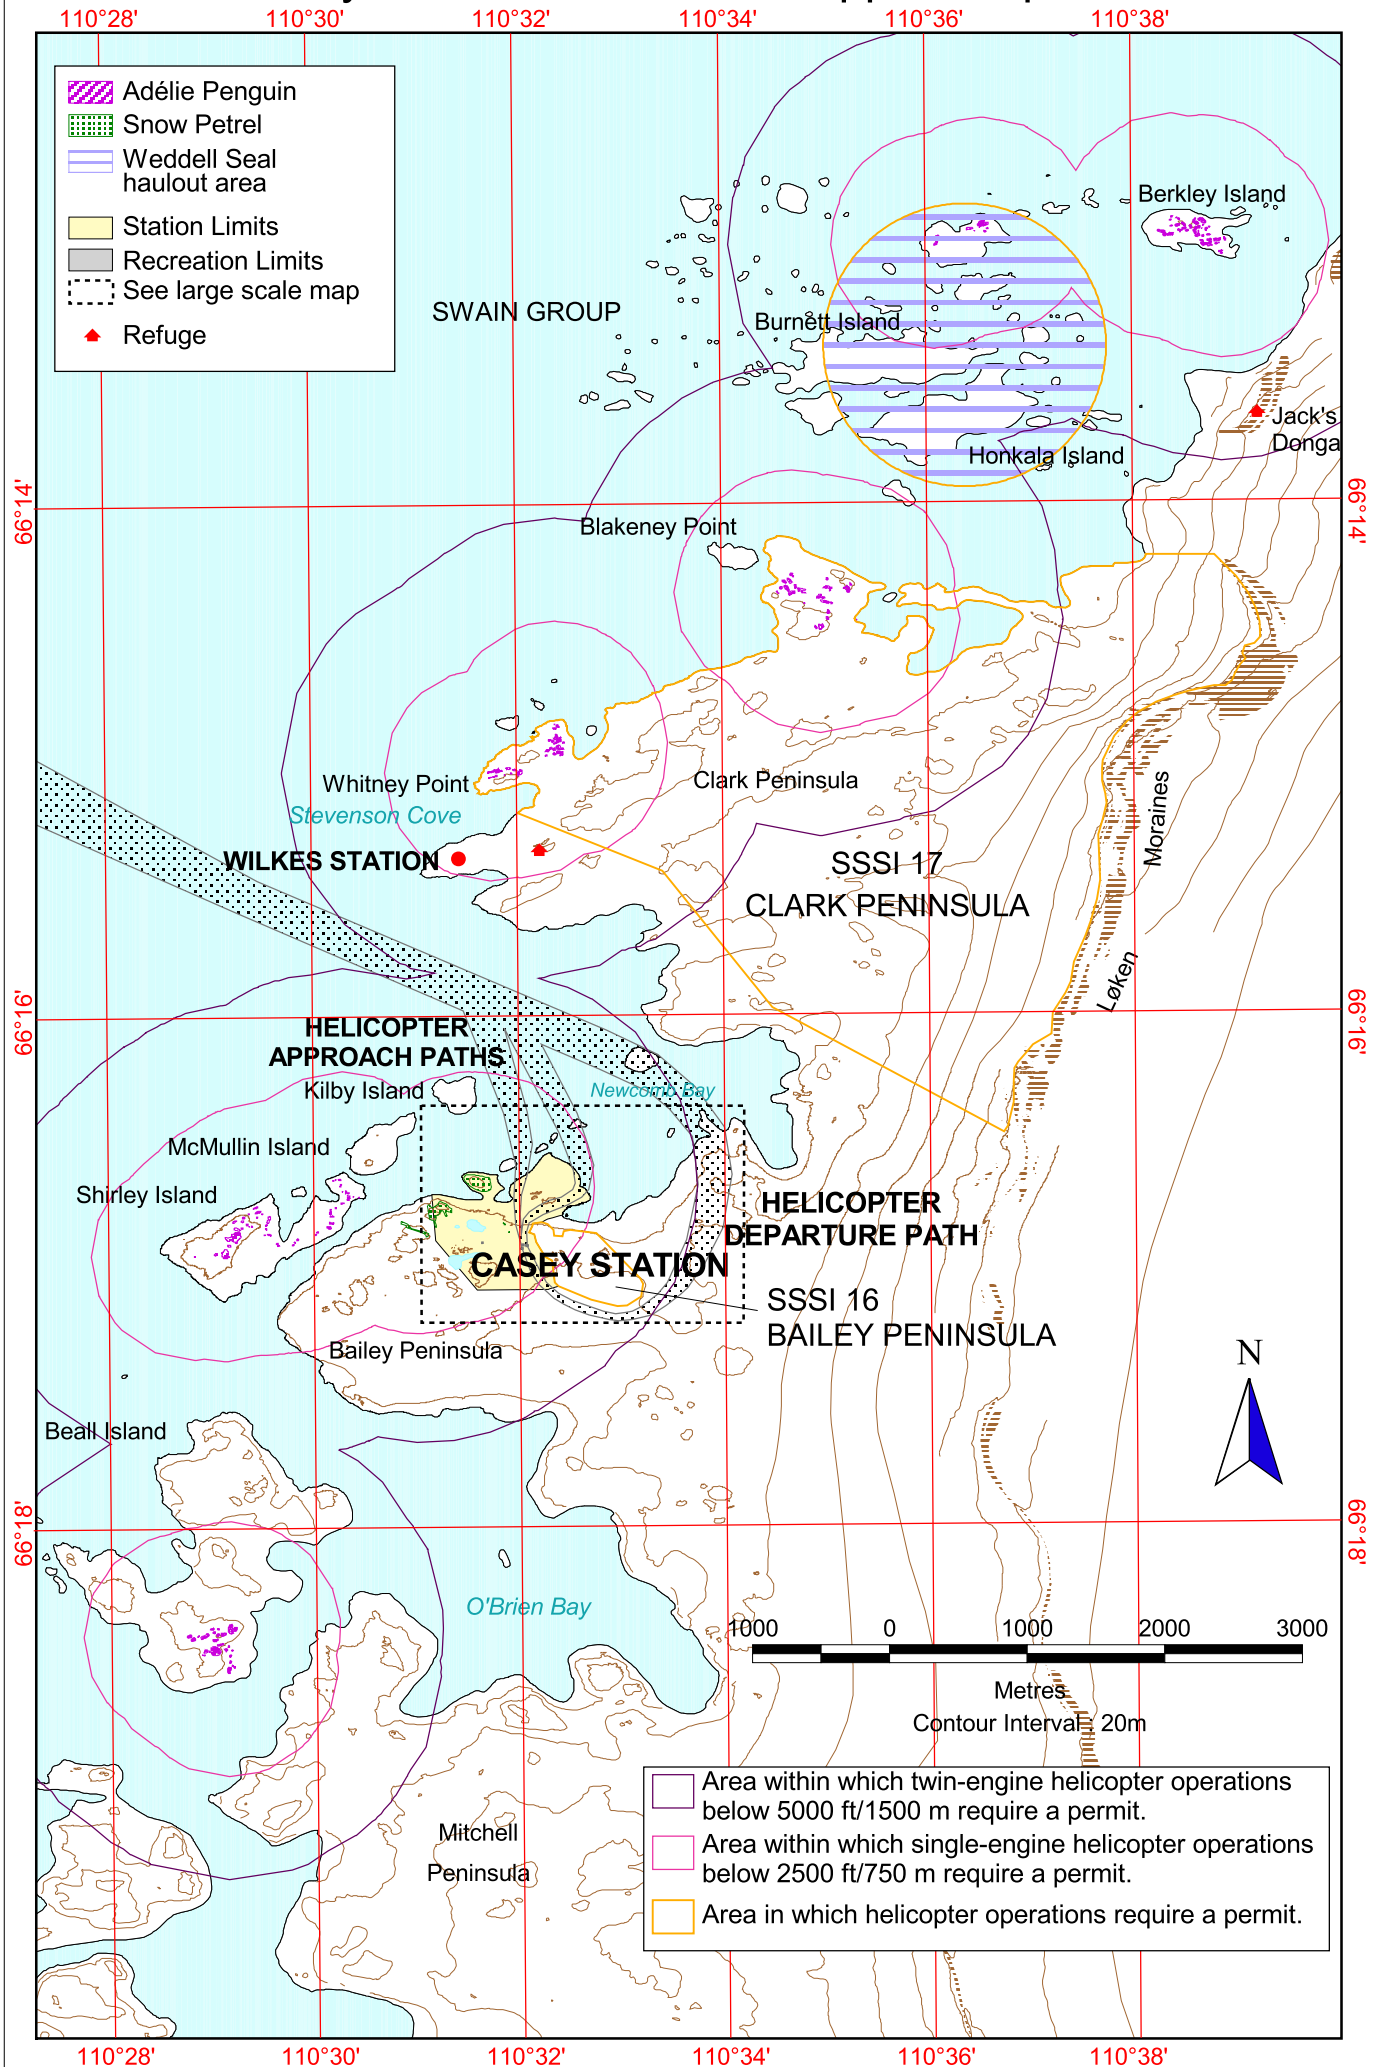 110°28' 110°30' 110°32' 110°34' 110°36' 110°38'
Adélie Penguin
Snow Petrel
Weddell Seal
haulout area
Station Limits
Recreation Limits
See large scale map
Refuge
Berkley Island
SWAIN GROUP
Burnett Island
Jack's
Donga
Honkala Island
66°14'
66°14'
Blakeney Point
Whitney Point
Clark Peninsula
Stevenson Cove
WILKES STATION
SSSI 17
CLARK PENINSULA
Moraines
Løken
66°16'
66°16'
HELICOPTER
APPROACH PATHS
Kilby Island
Newcomb Bay
McMullin Island
Shirley Island
HELICOPTER
DEPARTURE PATH
CASEY STATION
SSSI 16
BAILEY PENINSULA
Bailey Peninsula
N
Beall Island
66°18'
66°18'
O'Brien Bay
1000 0 1000 2000 3000
Metres
Contour Interval : 20m
Area within which twin-engine helicopter operations
below 5000 ft/1500 m require a permit.
Area within which single-engine helicopter operations
below 2500 ft/750 m require a permit.
Area in which helicopter operations require a permit.
Mitchell
Peninsula
110°28' 110°30' 110°32' 110°34' 110°36' 110°38'